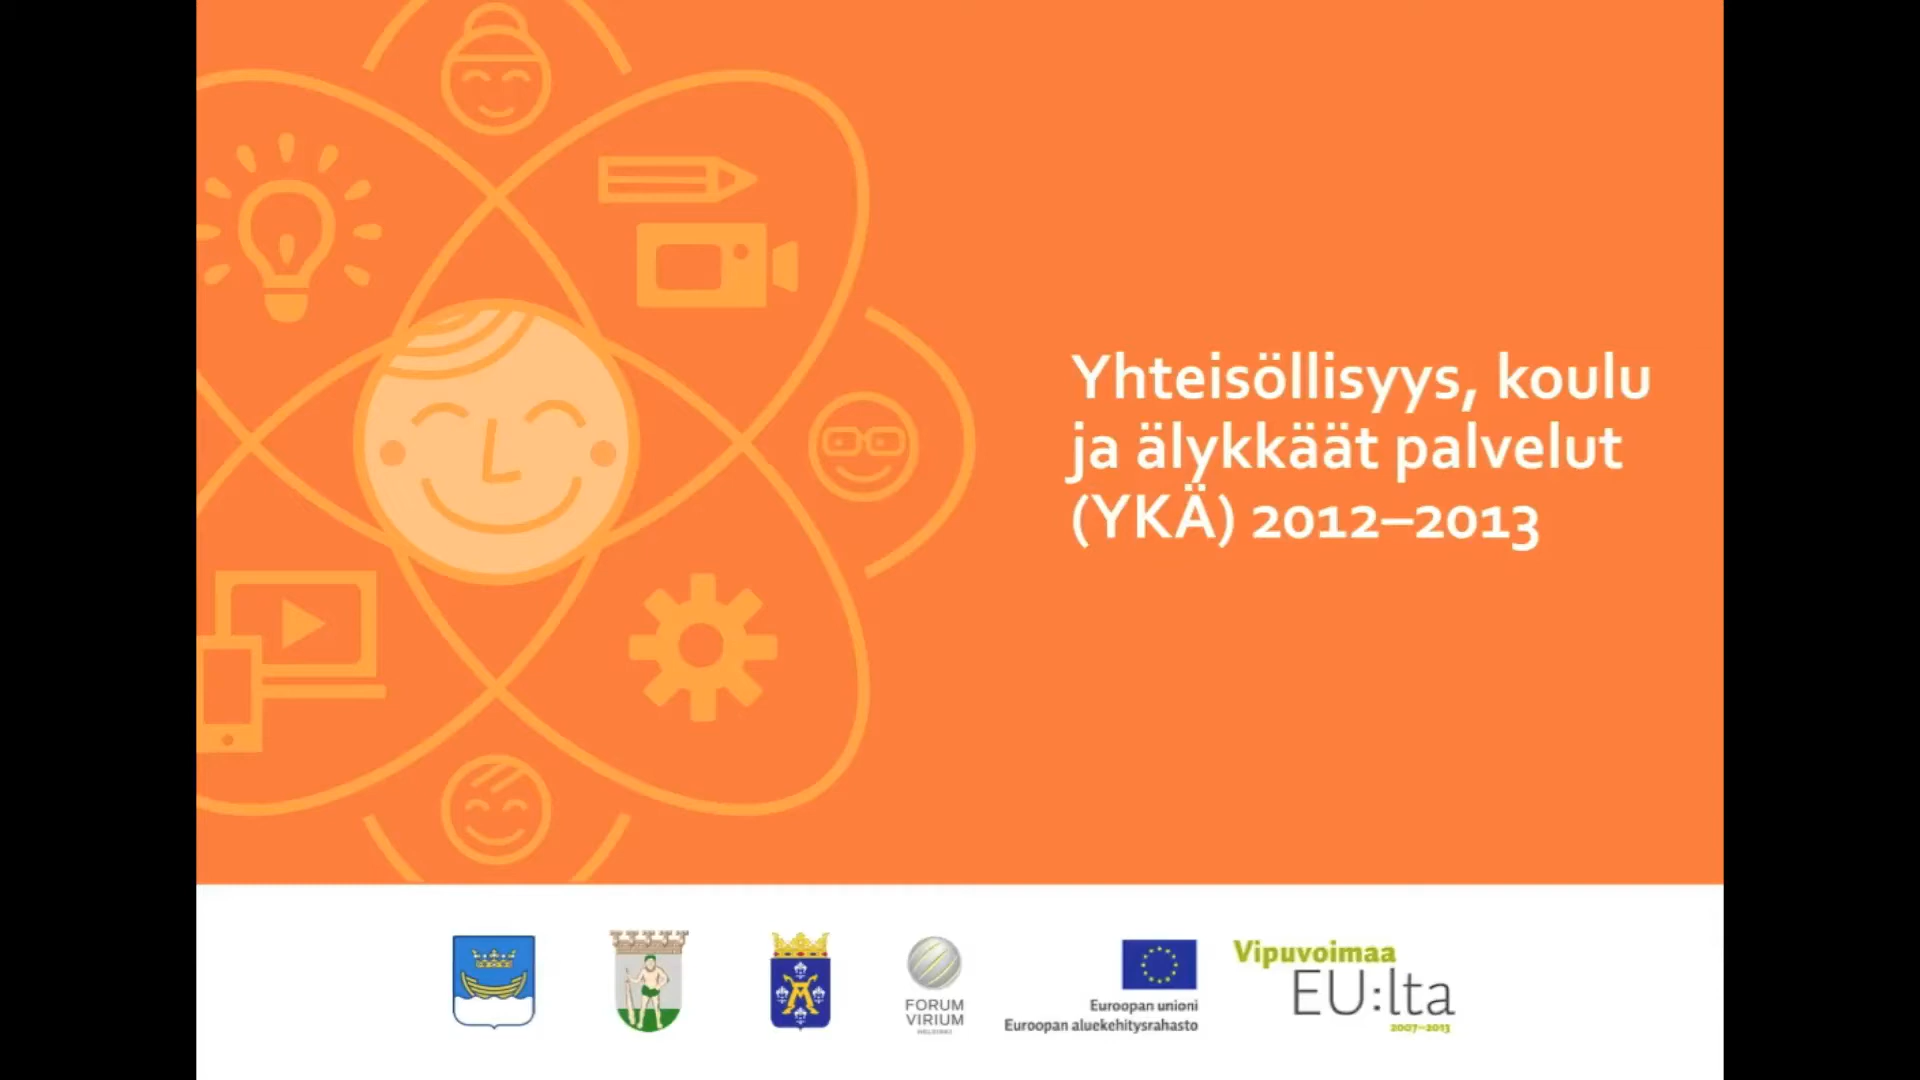 Yhteisöllisyys, koulu
ja älykkäät palvelut
(YKÄ) 2012–2013
FORUM
VIRIUM
HELSINKI
Euroopan unioni
Euroopan aluekehitysrahasto
Vipuvoimaa
EU:lta
2007–2013